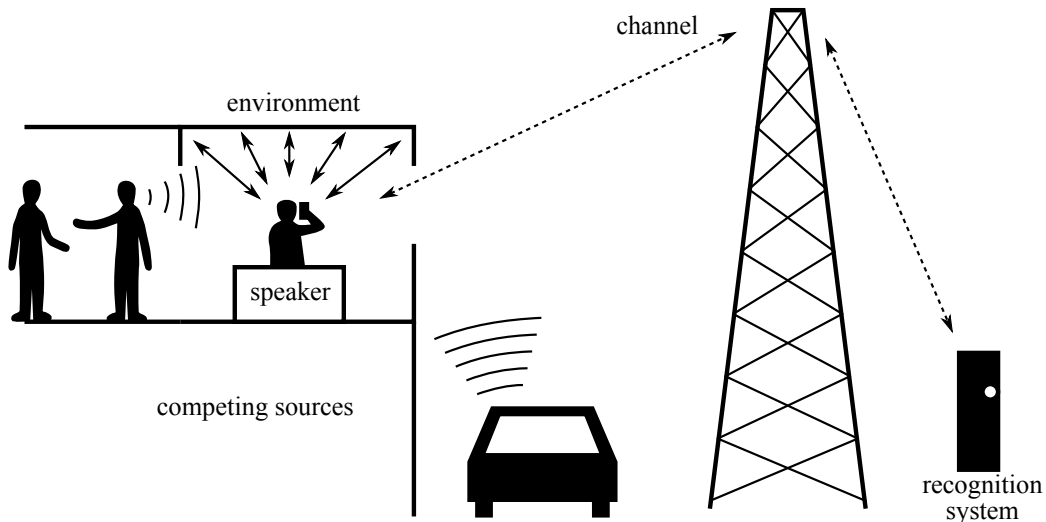 channel
environment
speaker
competing sources
recognition
system